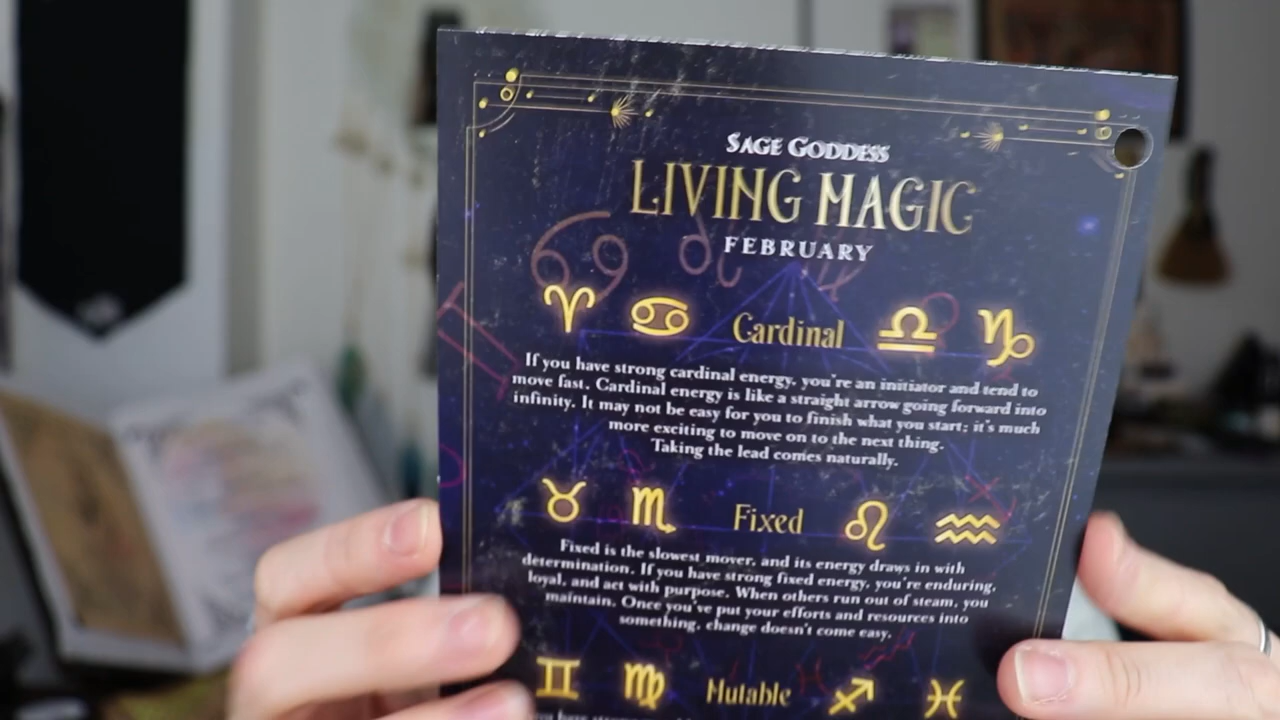 SAGE GODDESS
LIVING MAGIC
FEBRUARY
♈ ♋ Cardinal ♎ ♑
If you have strong cardinal energy, you're an initiator and tend to
move fast. Cardinal energy is like a straight arrow going forward into
infinity. It may not be easy for you to finish what you start; it's much
more exciting to move on to the next thing.
Taking the lead comes naturally.
♉ ♏ Fixed ♌ ♒
Fixed is the slowest mover, and its energy draws in with
determination. If you have strong fixed energy, you're enduring,
loyal, and act with purpose. When others run out of steam, you
maintain. Once you've put your efforts and resources into
something, change doesn't come easy.
♊ ♍ Mutable ♐ ♓